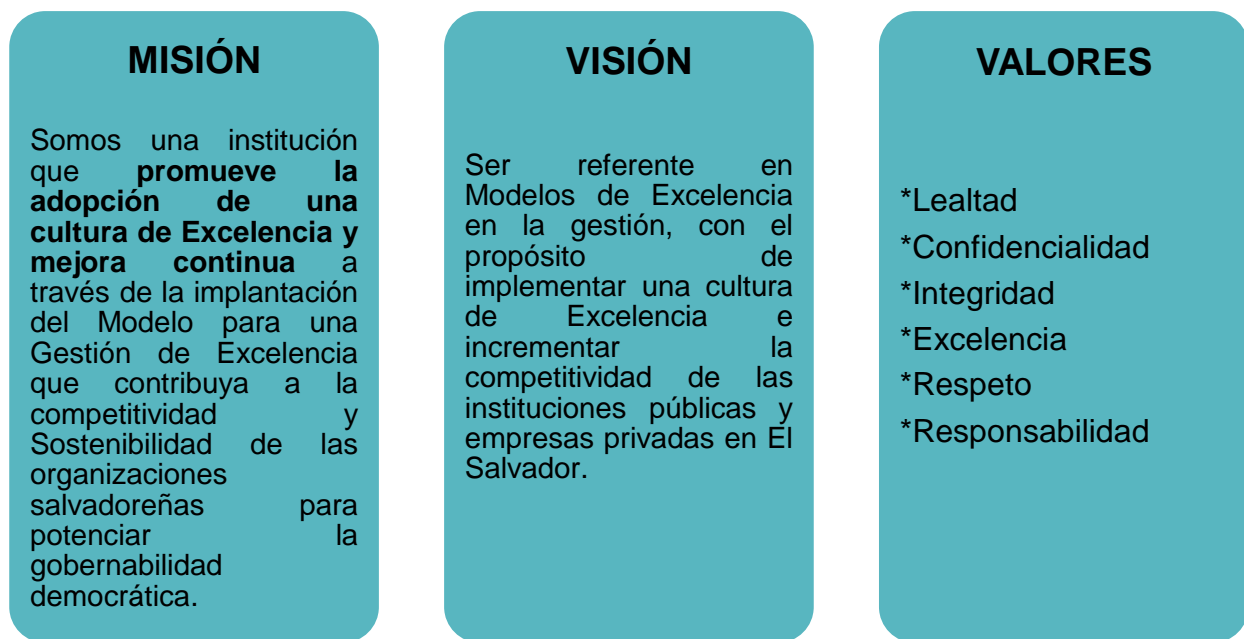 MISIÓN
Somos una institución
que promueve la
adopción de una
cultura de Excelencia y
mejora continua a
través de la implantación
del Modelo para una
Gestión de Excelencia
que contribuya a la
competitividad y
Sostenibilidad de las
organizaciones
salvadoreñas para
potenciar la
gobernabilidad
democrática.
VISIÓN
Ser referente en
Modelos de Excelencia
en la gestión, con el
propósito de
implementar una cultura
de Excelencia e
incrementar la
competitividad de las
instituciones públicas y
empresas privadas en El
Salvador.
VALORES
*Lealtad
*Confidencialidad
*Integridad
*Excelencia
*Respeto
*Responsabilidad